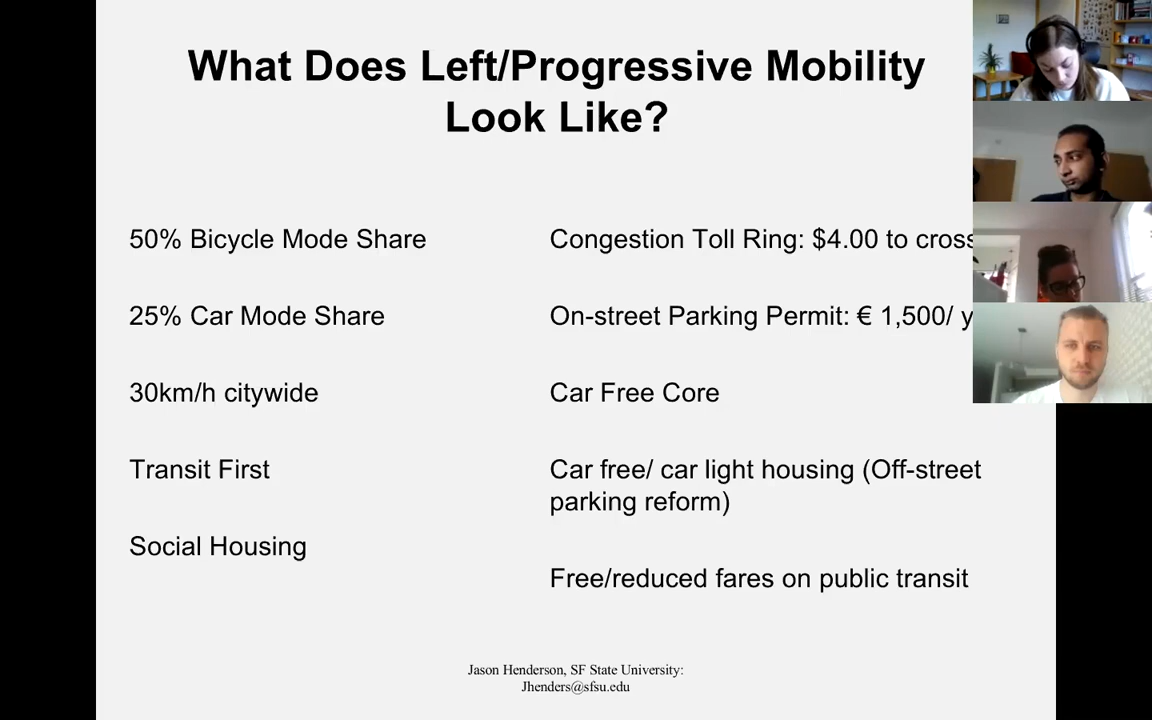 What Does Left/Progressive Mobility
Look Like?
50% Bicycle Mode Share
25% Car Mode Share
30km/h citywide
Transit First
Social Housing
Congestion Toll Ring: $4.00 to cross
On-street Parking Permit: € 1,500/
Car Free Core
Car free/ car light housing (Off-street
parking reform)
Free/reduced fares on public transit
Jason Henderson, SF State University:
Jhenders@sfsu.edu